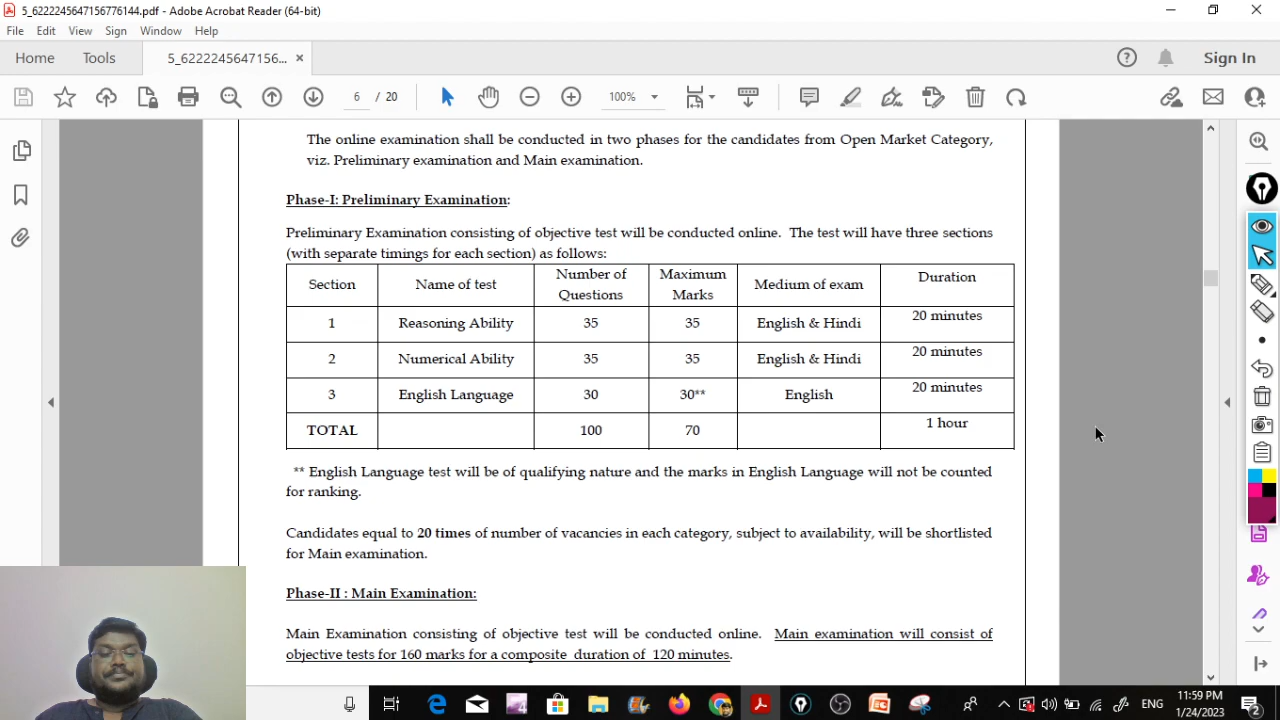 5_6222245647156776144.pdf - Adobe Acrobat Reader (64-bit)
File Edit View Sign Window Help
Home Tools 5_6222245647156... × Sign In
6 / 20 100%
The online examination shall be conducted in two phases for the candidates from Open Market Category,
viz. Preliminary examination and Main examination.
Phase-I: Preliminary Examination:
Preliminary Examination consisting of objective test will be conducted online. The test will have three sections
(with separate timings for each section) as follows:
Section Name of test Number of Questions Maximum Marks Medium of exam Duration
1 Reasoning Ability 35 35 English & Hindi 20 minutes
2 Numerical Ability 35 35 English & Hindi 20 minutes
3 English Language 30 30** English 20 minutes
TOTAL 100 70 1 hour
** English Language test will be of qualifying nature and the marks in English Language will not be counted
for ranking.
Candidates equal to 20 times of number of vacancies in each category, subject to availability, will be shortlisted
for Main examination.
Phase-II : Main Examination:
Main Examination consisting of objective test will be conducted online. Main examination will consist of
objective tests for 160 marks for a composite duration of 120 minutes.
ENG
11:59 PM
1/24/2023
2